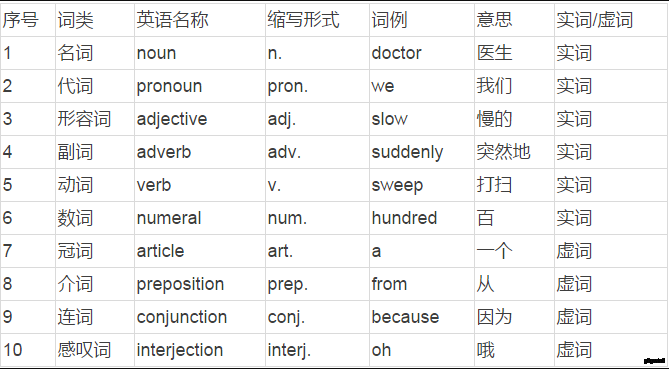 序号 词类 英语名称 缩写形式 词例 意思 实词/虚词
1 名词 noun n. doctor 医生 实词
2 代词 pronoun pron. we 我们 实词
3 形容词 adjective adj. slow 慢的 实词
4 副词 adverb adv. suddenly 突然地 实词
5 动词 verb v. sweep 打扫 实词
6 数词 numeral num. hundred 百 实词
7 冠词 article art. a 一个 虚词
8 介词 preposition prep. from 从 虚词
9 连词 conjunction conj. because 因为 虚词
10 感叹词 interjection interj. oh 哦 虚词